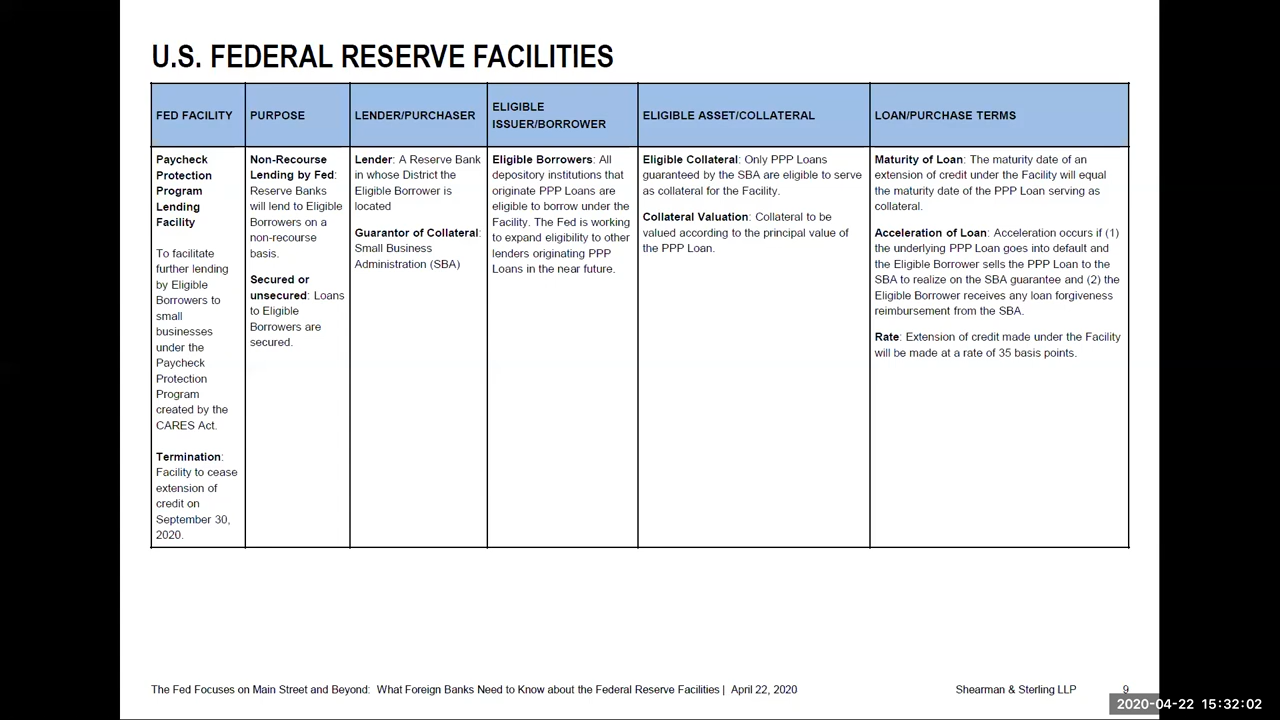 U.S. FEDERAL RESERVE FACILITIES
FED FACILITY
PURPOSE
LENDER/PURCHASER
ELIGIBLE
ISSUER/BORROWER
ELIGIBLE ASSET/COLLATERAL
LOAN/PURCHASE TERMS
Paycheck
Protection
Program
Lending
Facility
To facilitate
further lending
by Eligible
Borrowers to
small
businesses
under the
Paycheck
Protection
Program
created by the
CARES Act.
Termination:
Facility to cease
extension of
credit on
September 30,
2020.
Non-Recourse
Lending by Fed:
Reserve Banks
will lend to Eligible
Borrowers on a
non-recourse
basis.
Secured or
unsecured: Loans
to Eligible
Borrowers are
secured.
Lender: A Reserve Bank
in whose District the
Eligible Borrower is
located
Guarantor of Collateral:
Small Business
Administration (SBA)
Eligible Borrowers: All
depository institutions that
originate PPP Loans are
eligible to borrow under the
Facility. The Fed is working
to expand eligibility to other
lenders originating PPP
Loans in the near future.
Eligible Collateral: Only PPP Loans
guaranteed by the SBA are eligible to serve
as collateral for the Facility.
Collateral Valuation: Collateral to be
valued according to the principal value of
the PPP Loan.
Maturity of Loan: The maturity date of an
extension of credit under the Facility will equal
the maturity date of the PPP Loan serving as
collateral.
Acceleration of Loan: Acceleration occurs if (1)
the underlying PPP Loan goes into default and
the Eligible Borrower sells the PPP Loan to the
SBA to realize on the SBA guarantee and (2) the
Eligible Borrower receives any loan forgiveness
reimbursement from the SBA.
Rate: Extension of credit made under the Facility
will be made at a rate of 35 basis points.
The Fed Focuses on Main Street and Beyond: What Foreign Banks Need to Know about the Federal Reserve Facilities | April 22, 2020
Shearman & Sterling LLP
9
2020-04-22 15:32:02